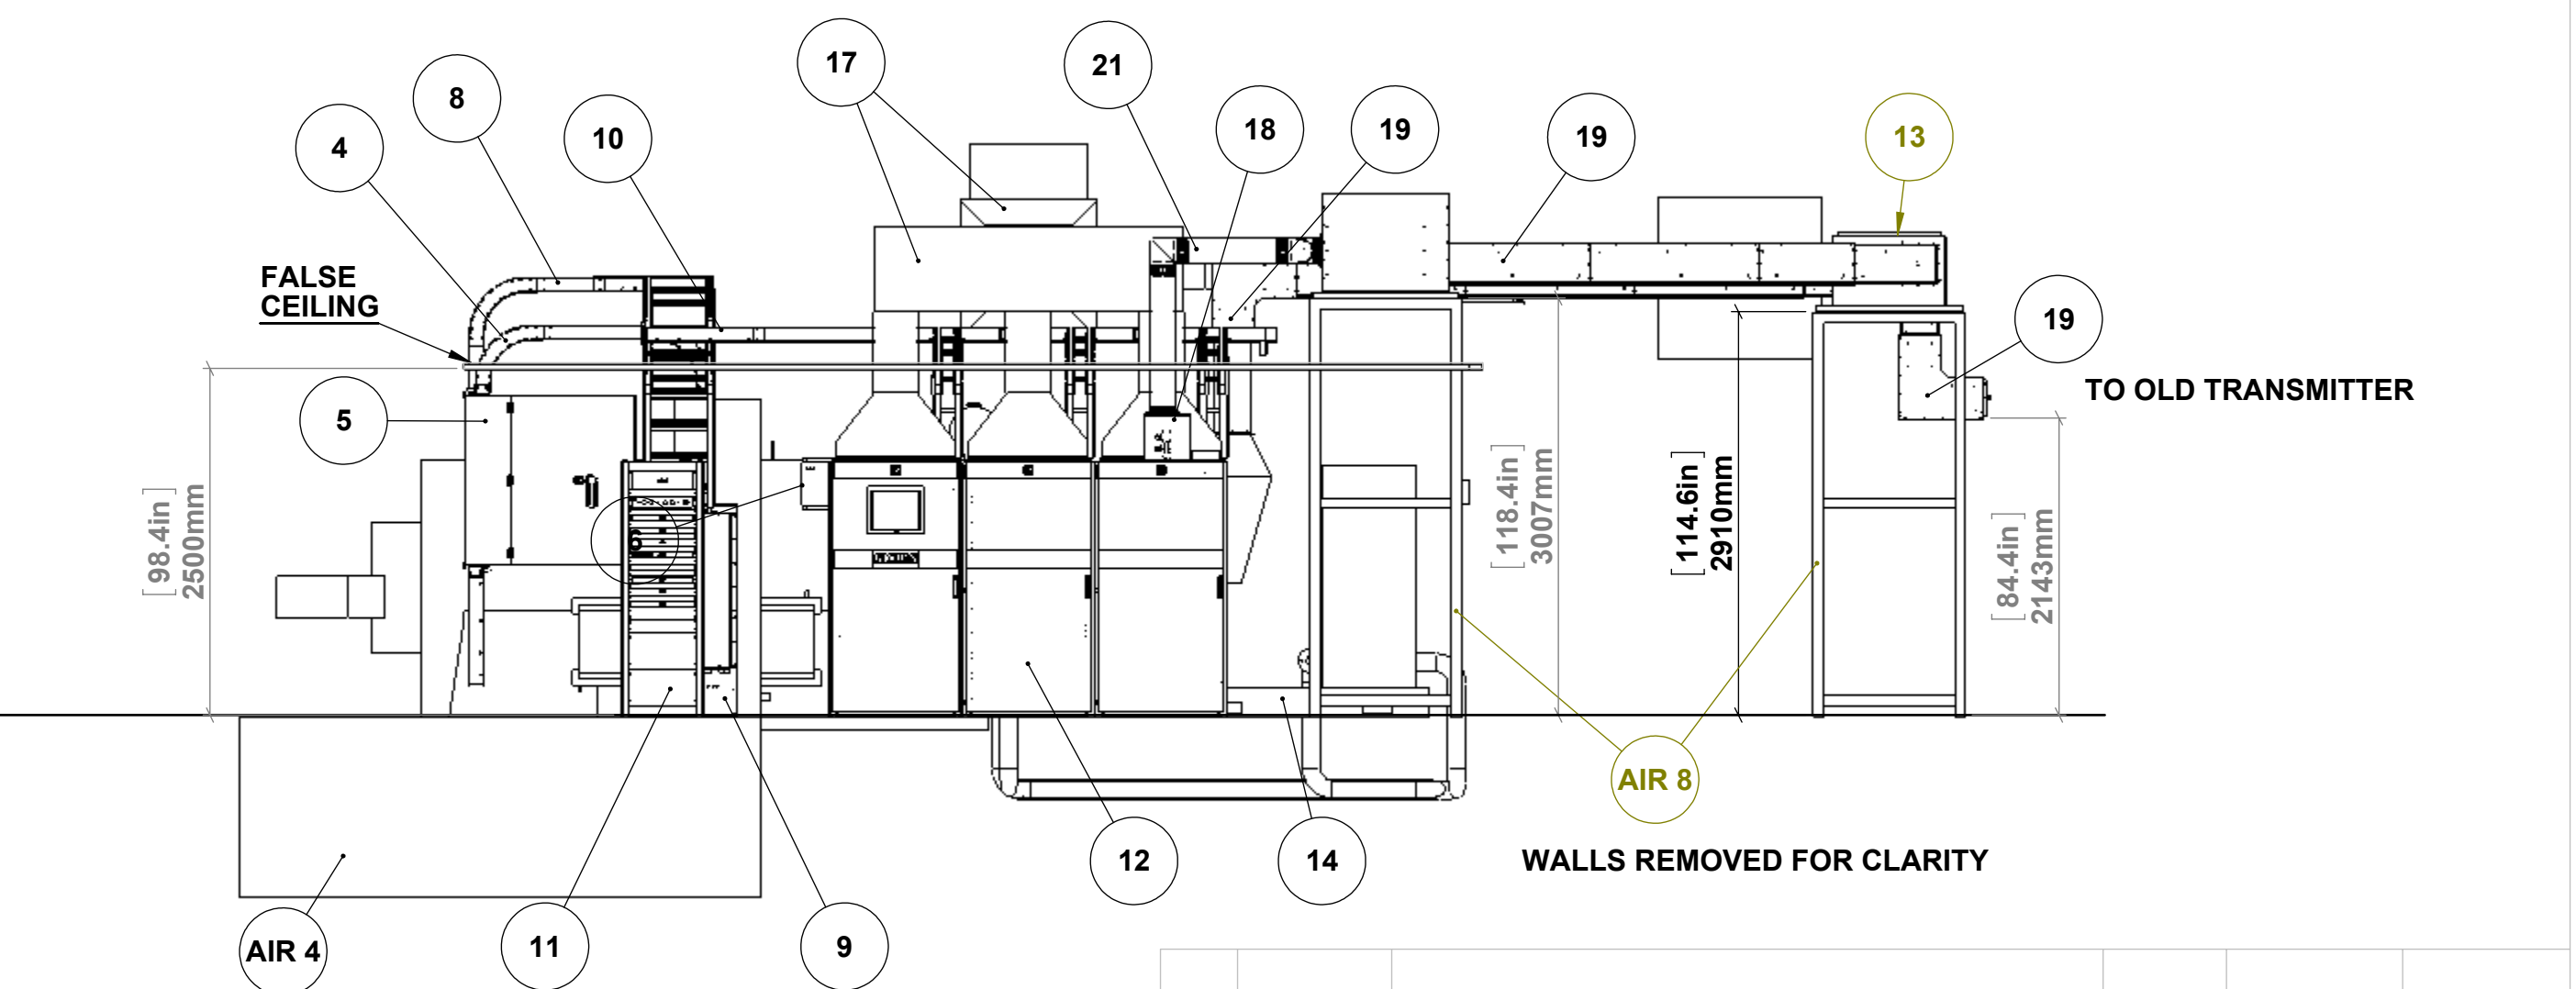 17
21
8
18
19
19
13
10
4
FALSE
CEILING
19
TO OLD TRANSMITTER
5
[98.4in]
2500mm
6
[118.4in]
3007mm
[114.6in]
2910mm
[84.4in]
2143mm
AIR 8
12
14
WALLS REMOVED FOR CLARITY
AIR 4
11
9